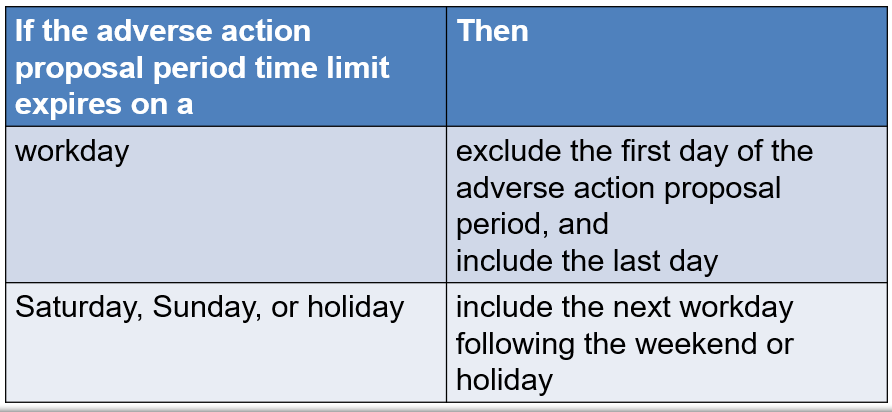 If the adverse action
proposal period time limit
expires on a
Then
workday
exclude the first day of the
adverse action proposal
period, and
include the last day
Saturday, Sunday, or holiday
include the next workday
following the weekend or
holiday